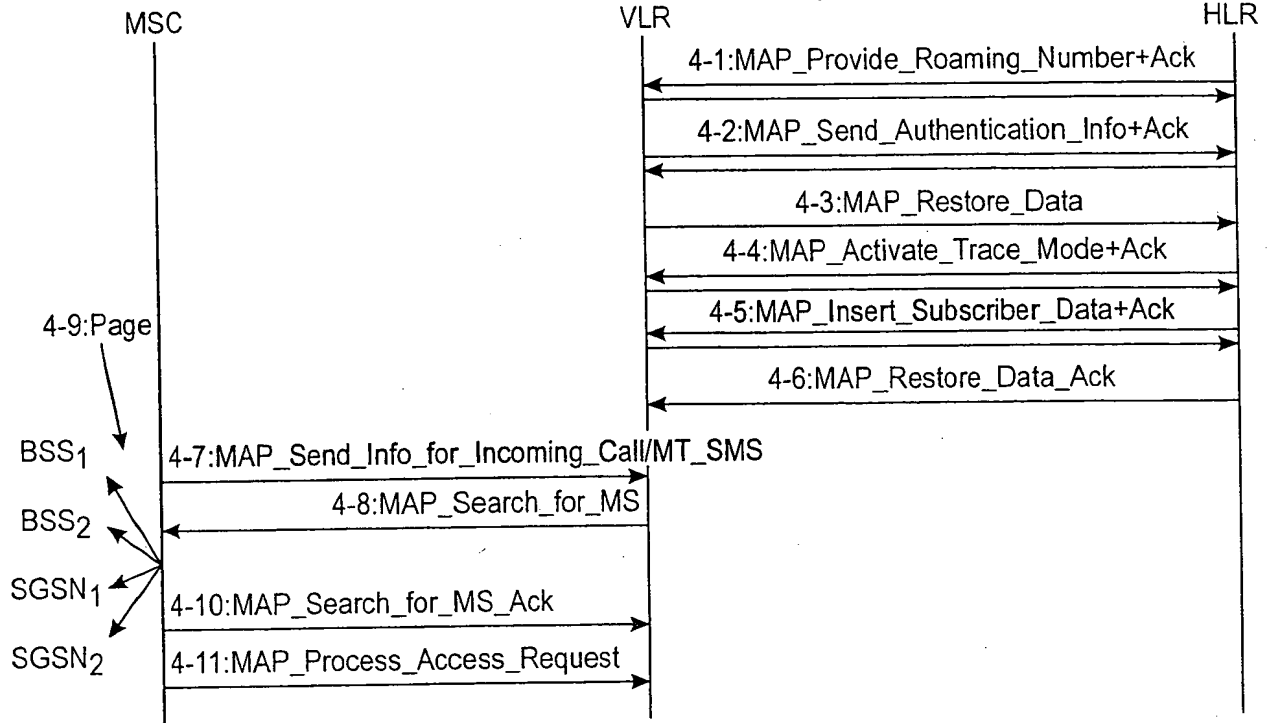 MSC
VLR
HLR
4-1:MAP_Provide_Roaming_Number+Ack
4-2:MAP_Send_Authentication_Info+Ack
4-3:MAP_Restore_Data
4-4:MAP_Activate_Trace_Mode+Ack
4-5:MAP_Insert_Subscriber_Data+Ack
4-9:Page
4-6:MAP_Restore_Data_Ack
BSS1
4-7:MAP_Send_Info_for_Incoming_Call/MT_SMS
4-8:MAP_Search_for_MS
BSS2
SGSN1
4-10:MAP_Search_for_MS_Ack
SGSN2
4-11:MAP_Process_Access_Request